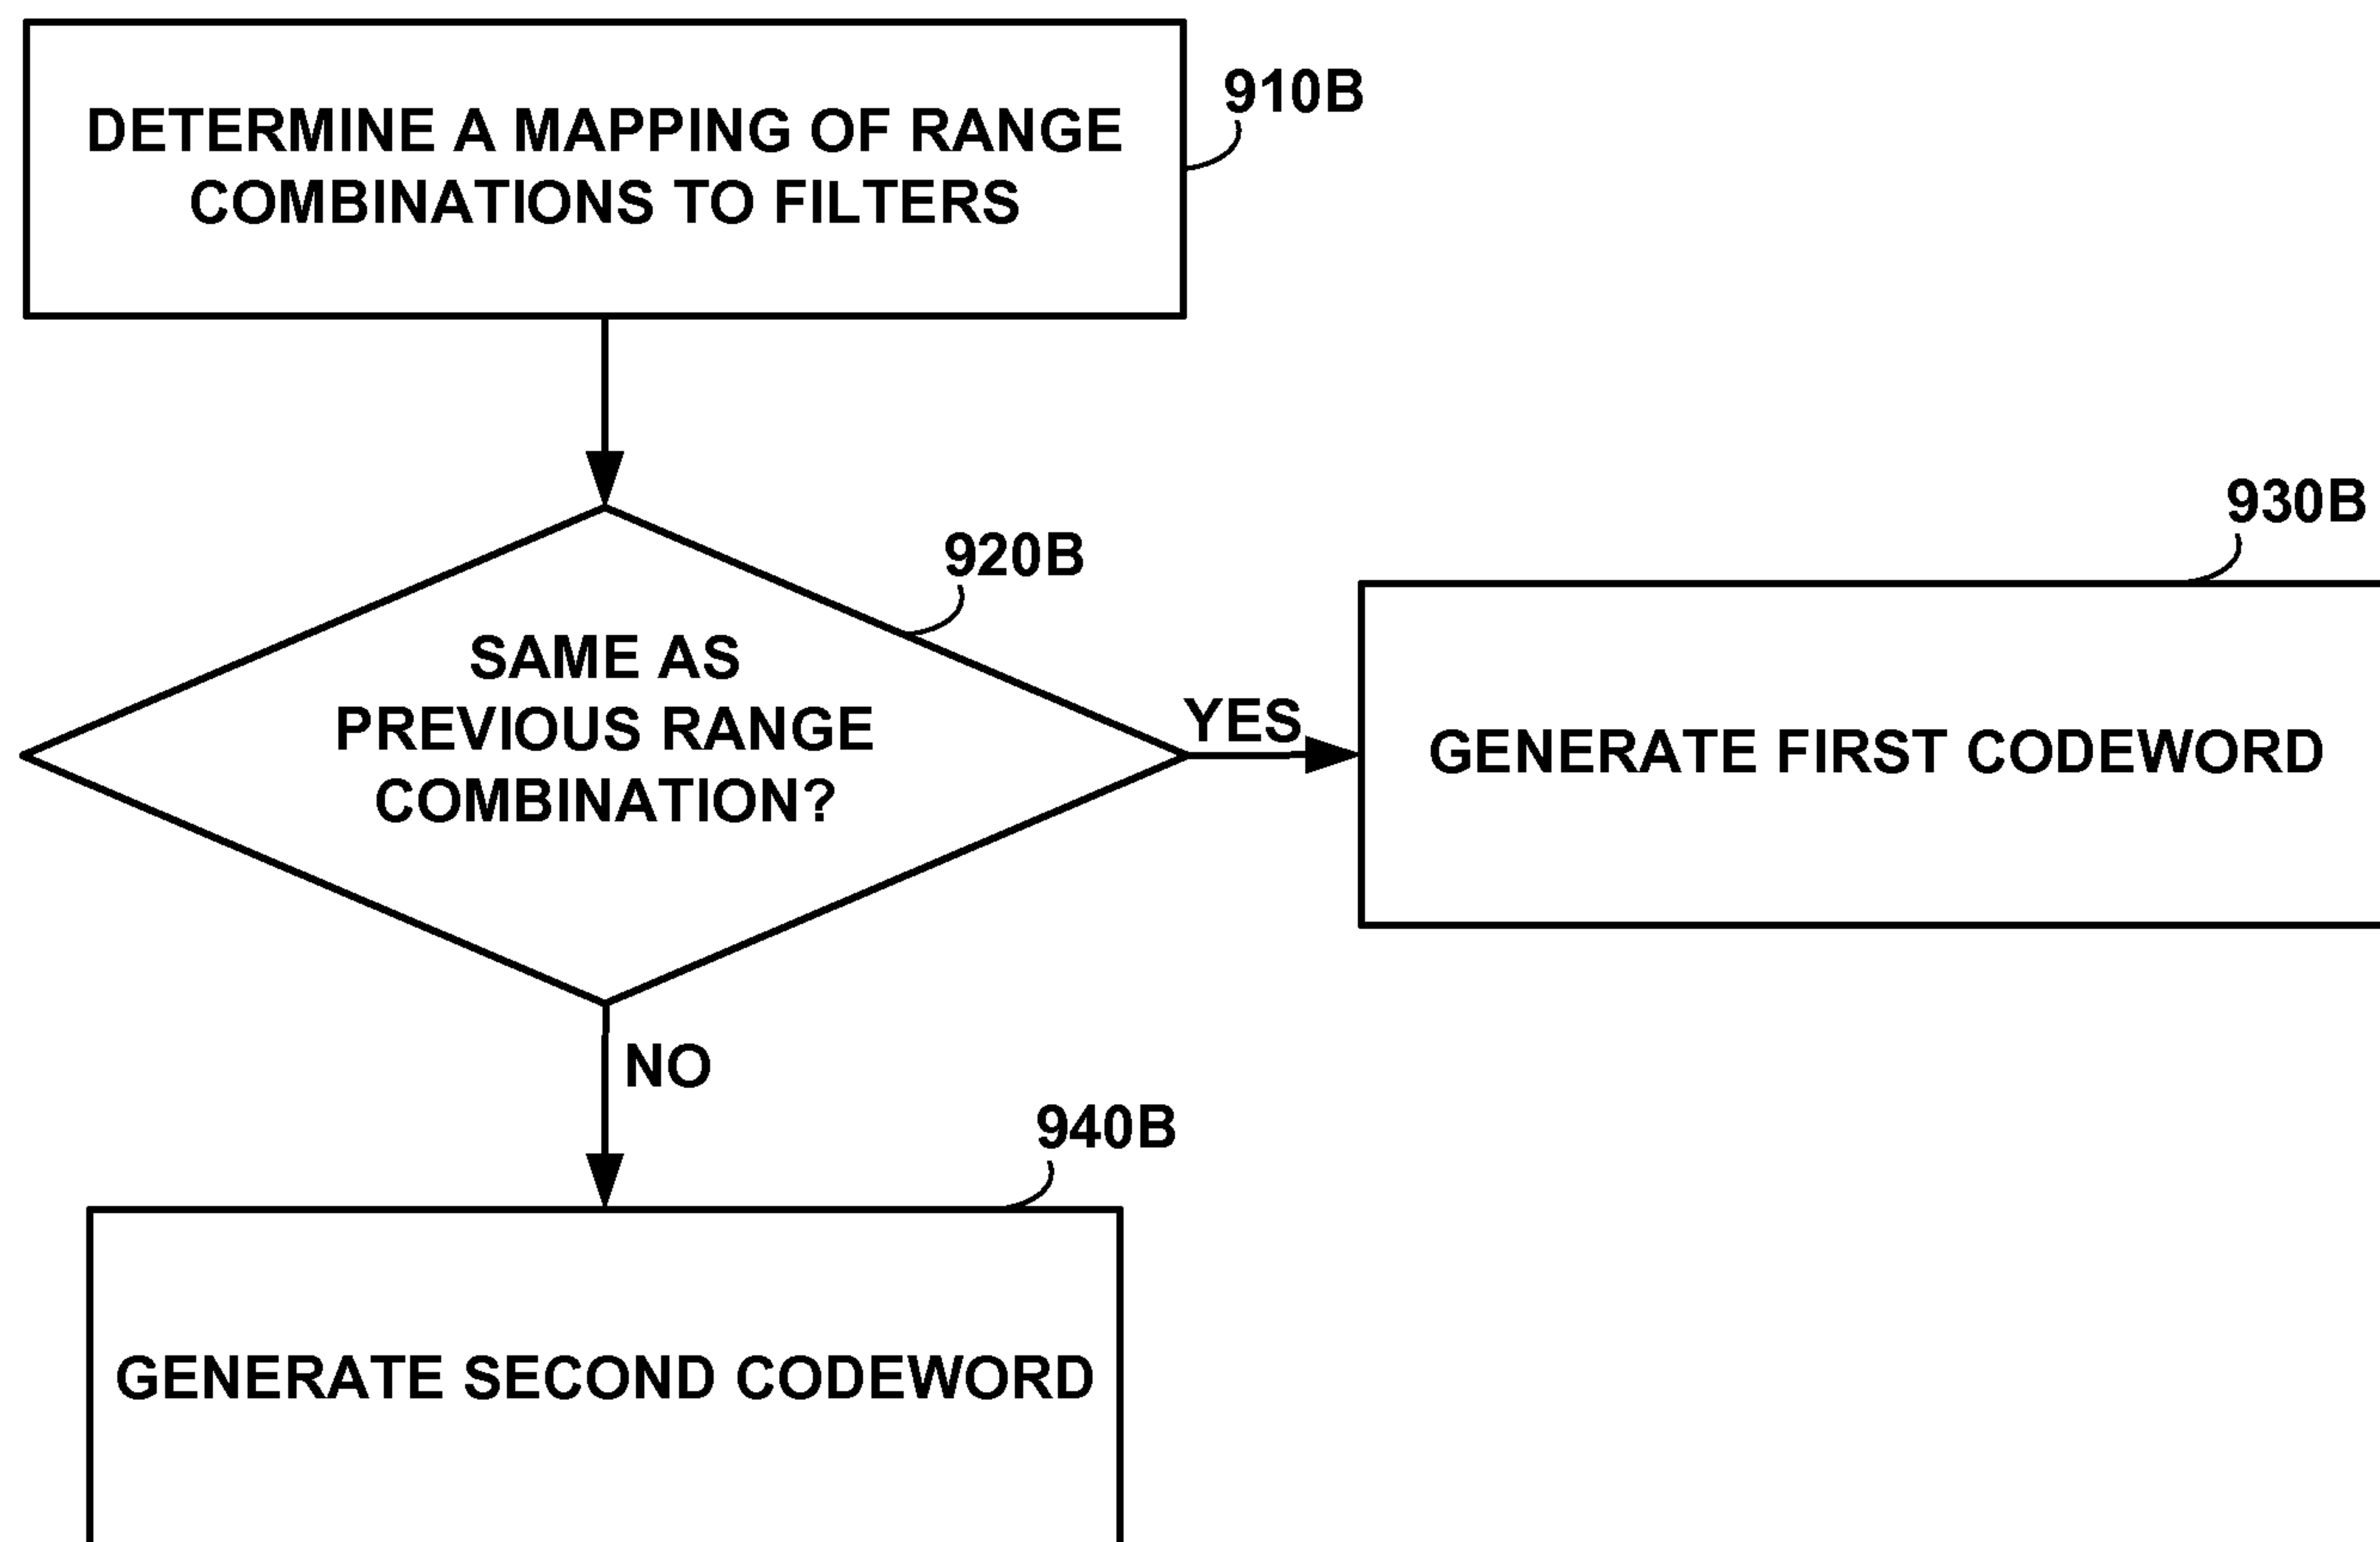 DETERMINE A MAPPING OF RANGE
COMBINATIONS TO FILTERS
910B
SAME AS
PREVIOUS RANGE
COMBINATION?
920B
YES
930B
GENERATE FIRST CODEWORD
NO
940B
GENERATE SECOND CODEWORD